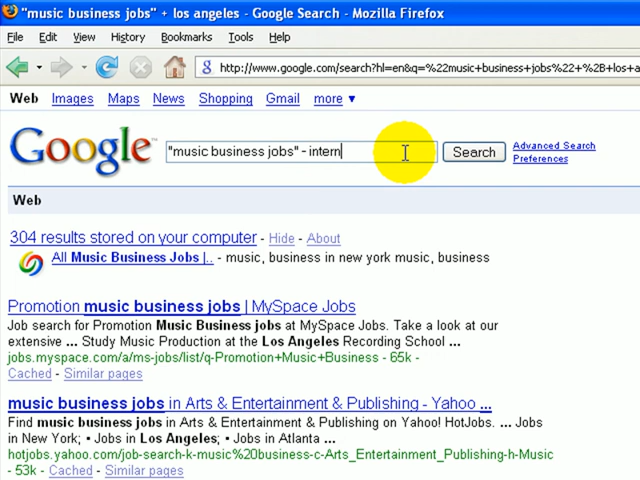 "music business jobs" + los angeles - Google Search - Mozilla Firefox
File Edit View History Bookmarks Tools Help
http://www.google.com/search?hl=en&q=%22music+business+jobs%22+%2B+los+a
Web Images Maps News Shopping Gmail more ▼
Google™ "music business jobs" - intern Search Advanced Search
Preferences
Web
304 results stored on your computer - Hide - About
All Music Business Jobs |.. - music, business in new york music, business
Promotion music business jobs | MySpace Jobs
Job search for Promotion Music Business jobs at MySpace Jobs. Take a look at our
extensive ... Study Music Production at the Los Angeles Recording School ...
jobs.myspace.com/a/ms-jobs/list/q-Promotion+Music+Business - 65k -
Cached - Similar pages
music business jobs in Arts & Entertainment & Publishing - Yahoo ...
Find music business jobs in Arts & Entertainment & Publishing on Yahoo! HotJobs. ... Jobs
in New York; • Jobs in Los Angeles; • Jobs in Atlanta ...
hotjobs.yahoo.com/job-search-k-music%20business-c-Arts_Entertainment_Publishing-h-Music
- 53k - Cached - Similar pages